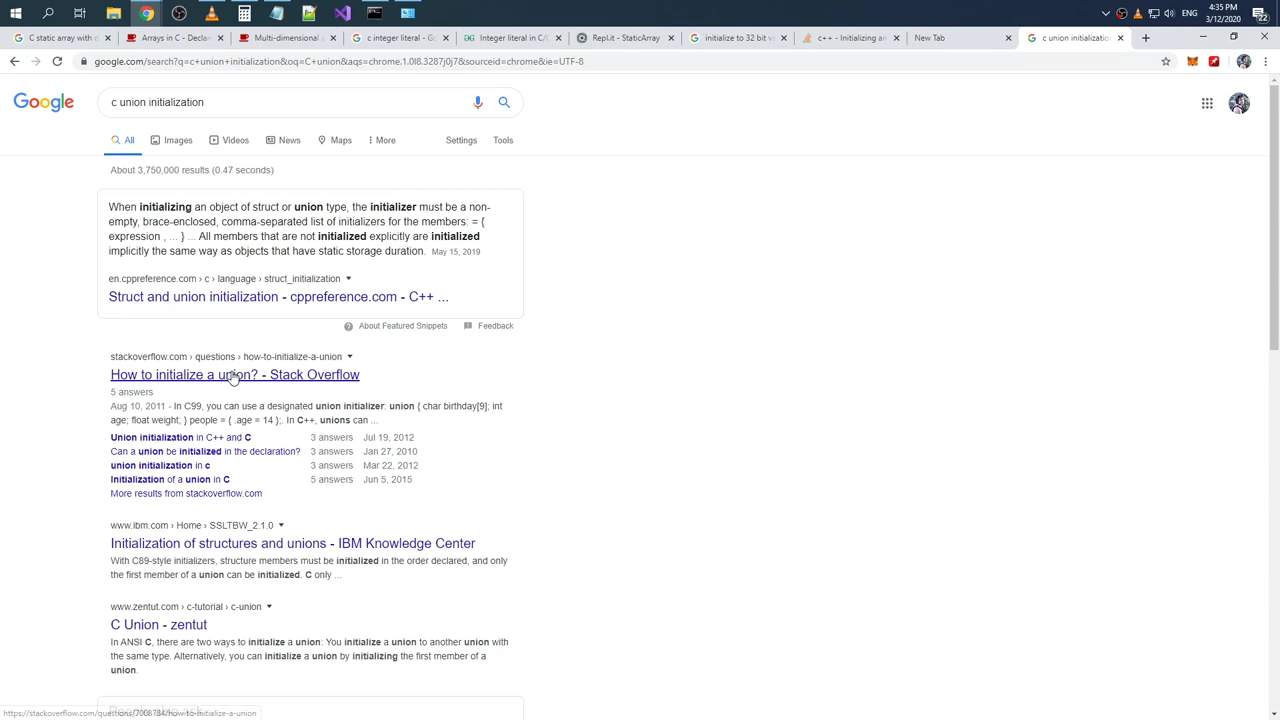 4:35 PM
ENG
3/12/2020
22
C static array with d
Arrays in C - Declar
Multi-dimensional a
c integer literal - Go
Integer literal in C/C
Repl.it - StaticArray
initialize to 32 bit v
c++ - Initializing an
New Tab
c union initializatio
google.com/search?q=c+union+initialization&oq=C+union&aqs=chrome.1.0l8.3287j0j7&sourceid=chrome&ie=UTF-8
Google
c union initialization
All
Images
Videos
News
Maps
More
Settings
Tools
About 3,750,000 results (0.47 seconds)
When initializing an object of struct or union type, the initializer must be a non-
empty, brace-enclosed, comma-separated list of initializers for the members: = {
expression , ... } ... All members that are not initialized explicitly are initialized
implicitly the same way as objects that have static storage duration. May 15, 2019
en.cppreference.com › c › language › struct_initialization
Struct and union initialization - cppreference.com - C++ ...
About Featured Snippets
Feedback
stackoverflow.com › questions › how-to-initialize-a-union
How to initialize a union? - Stack Overflow
5 answers
Aug 10, 2011 - In C99, you can use a designated union initializer: union { char birthday[9]; int
age; float weight; } people = { .age = 14 };. In C++, unions can ...
Union initialization in C++ and C 3 answers Jul 19, 2012
Can a union be initialized in the declaration? 3 answers Jan 27, 2010
union initialization in c 3 answers Mar 22, 2012
Initialization of a union in C 5 answers Jun 5, 2015
More results from stackoverflow.com
www.ibm.com › Home › SSLTBW_2.1.0
Initialization of structures and unions - IBM Knowledge Center
With C89-style initializers, structure members must be initialized in the order declared, and only
the first member of a union can be initialized. C only ...
www.zentut.com › c-tutorial › c-union
C Union - zentut
In ANSI C, there are two ways to initialize a union: You initialize a union to another union with
the same type. Alternatively, you can initialize a union by initializing the first member of a
union.
People also ask
https://stackoverflow.com/questions/7008784/how-to-initialize-a-union